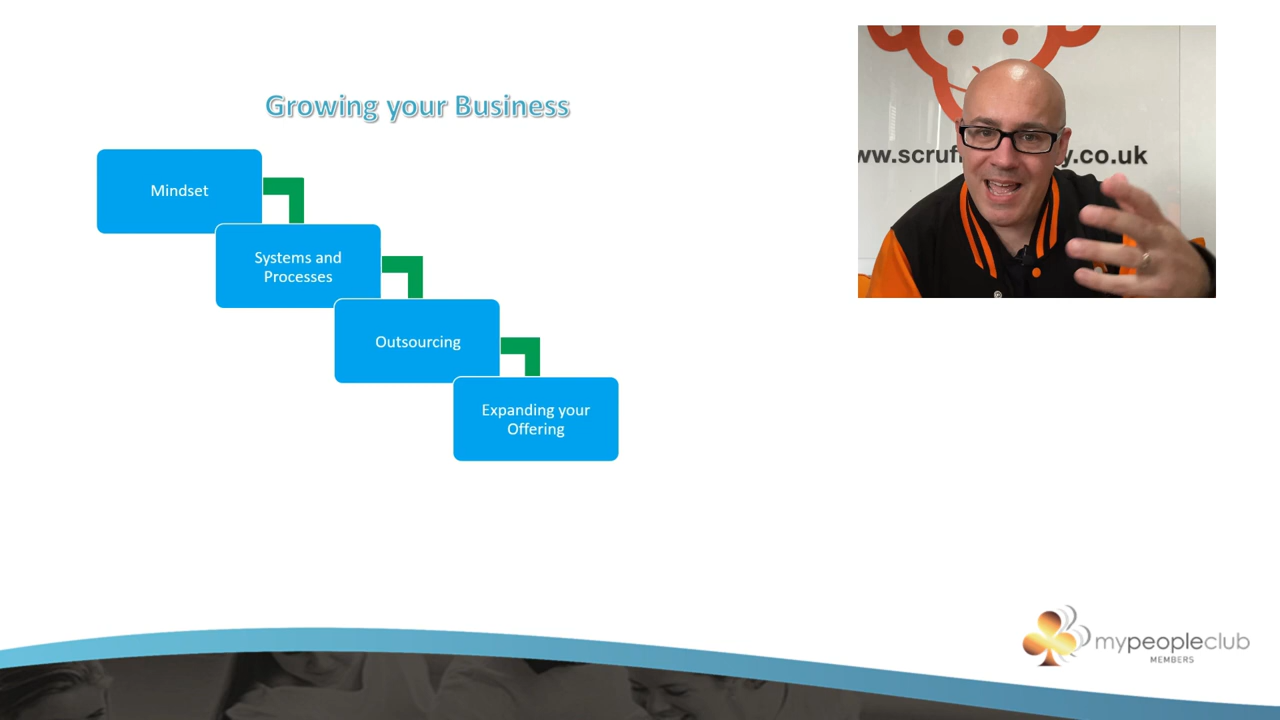 Growing your Business
Mindset
Systems and
Processes
Outsourcing
Expanding your
Offering
y.co.uk
mypeopleclub
MEMBERS